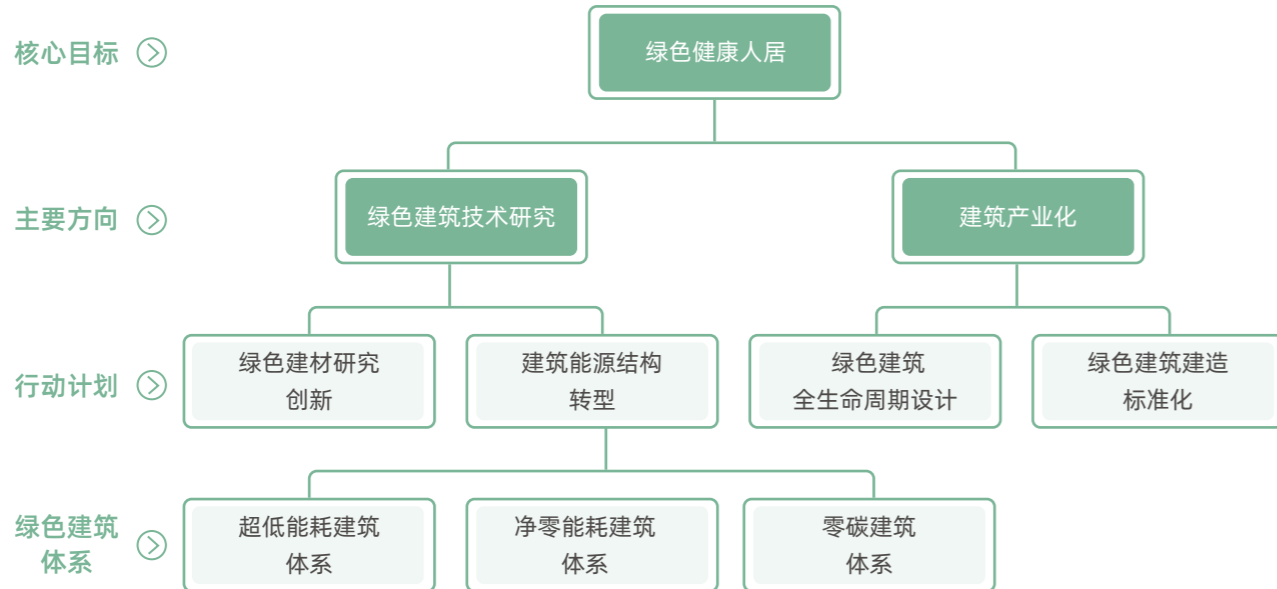 核心目标
绿色健康人居
主要方向
绿色建筑技术研究
建筑产业化
行动计划
绿色建材研究
创新
建筑能源结构
转型
绿色建筑
全生命周期设计
绿色建筑建造
标准化
绿色建筑
体系
超低能耗建筑
体系
净零能耗建筑
体系
零碳建筑
体系